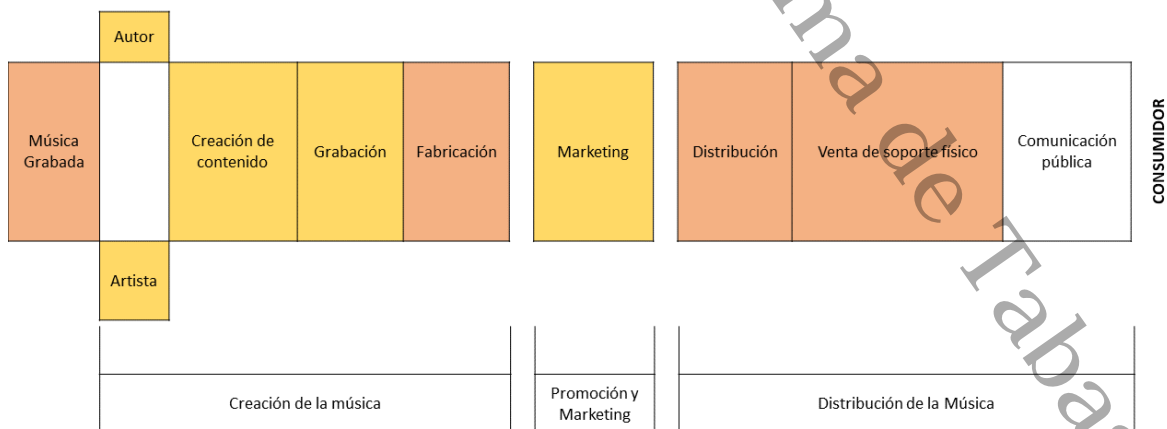 Autor
Música
Grabada
Creación de
contenido
Grabación
Fabricación
Marketing
Distribución
Venta de soporte físico
Comunicación
pública
CONSUMIDOR
Artista
Creación de la música
Promoción y
Marketing
Distribución de la Música
de